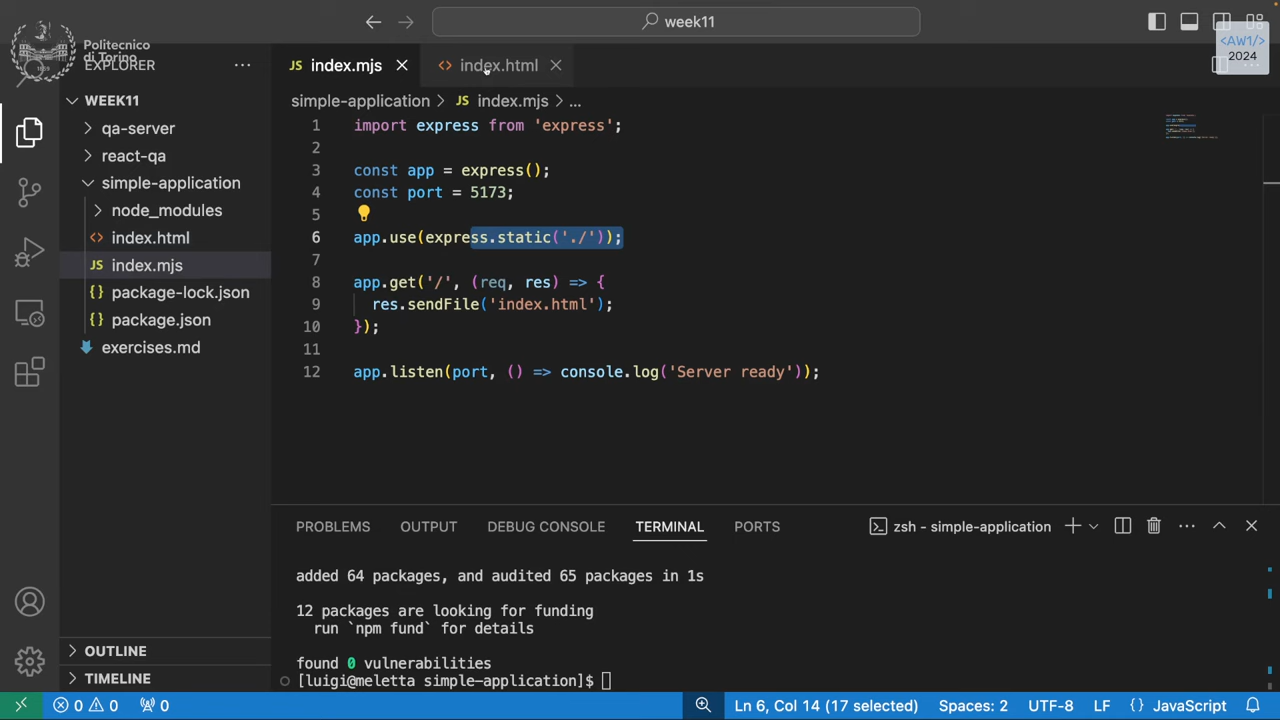 week11
Politecnico
di Torino
1859
<AW1/>
2024
EXPLORER
JS index.mjs
<> index.html
WEEK11
simple-application > JS index.mjs > ...
qa-server
react-qa
simple-application
node_modules
<> index.html
JS index.mjs
{} package-lock.json
{} package.json
exercises.md
1 import express from 'express';
2
3 const app = express();
4 const port = 5173;
5
6 app.use(express.static('./'));
7
8 app.get('/', (req, res) => {
9 res.sendFile('index.html');
10 });
11
12 app.listen(port, () => console.log('Server ready'));
PROBLEMS OUTPUT DEBUG CONSOLE TERMINAL PORTS
zsh - simple-application
added 64 packages, and audited 65 packages in 1s
12 packages are looking for funding
run `npm fund` for details
found 0 vulnerabilities
[luigi@meletta simple-application]$
OUTLINE
TIMELINE
0 0 0
Ln 6, Col 14 (17 selected) Spaces: 2 UTF-8 LF {} JavaScript